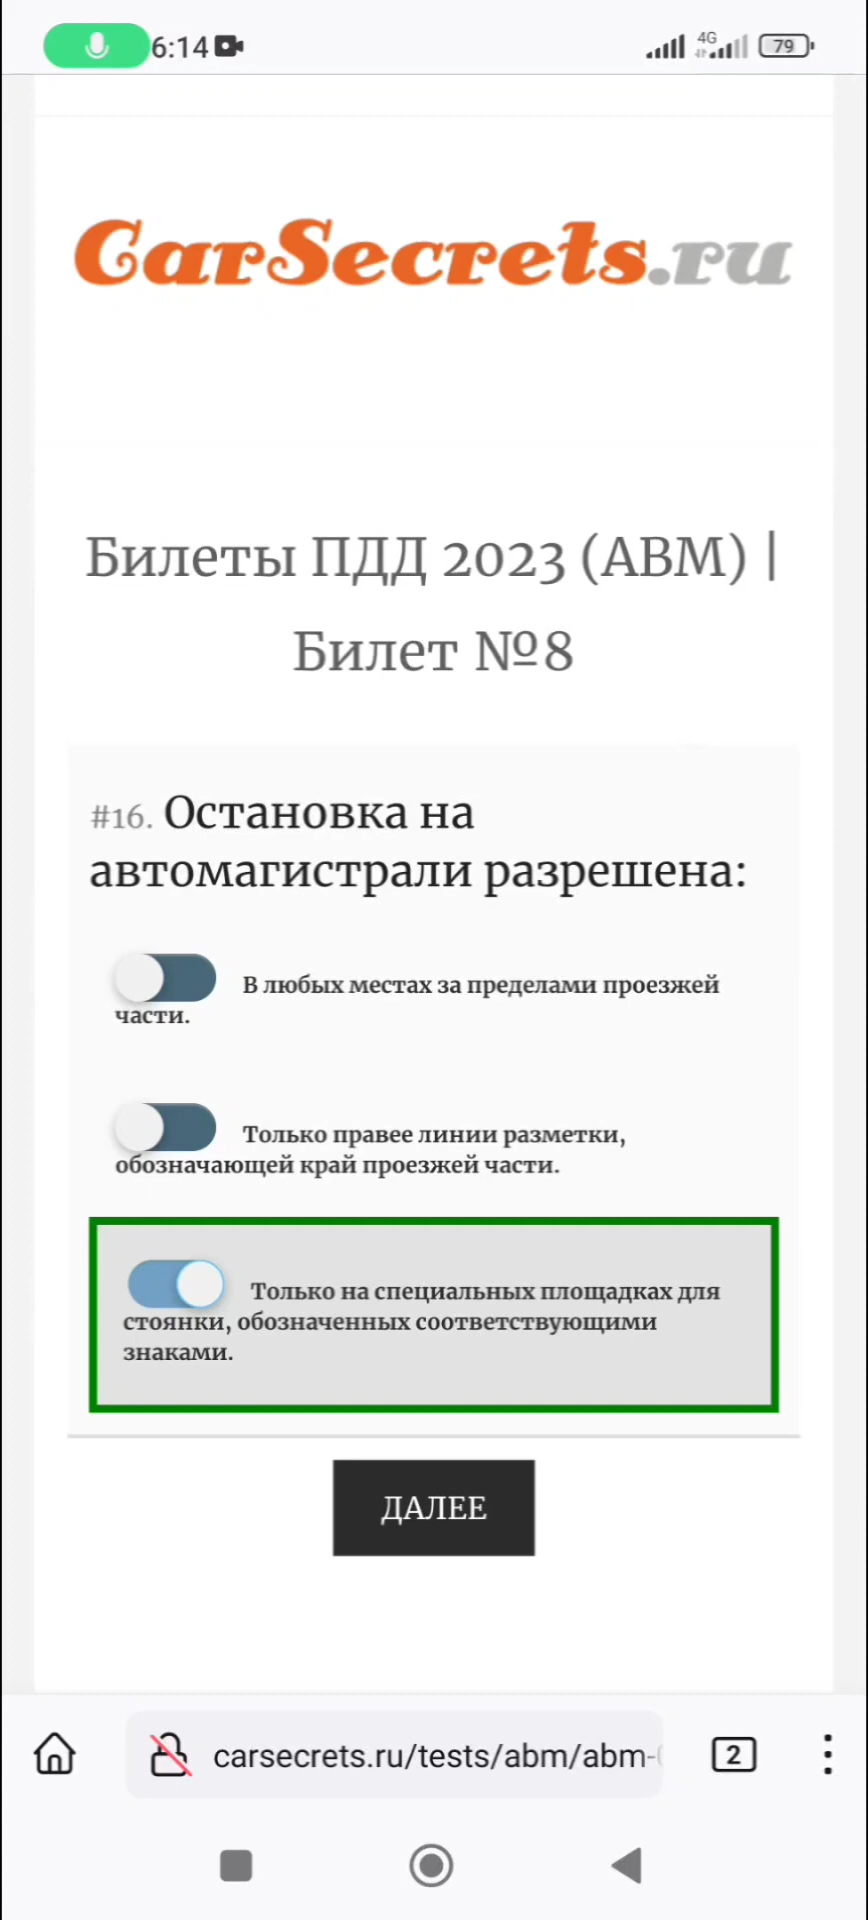 6:14
4G
79
CarSecrets.ru
Билеты ПДД 2023 (АВМ) |
Билет №8
#16. Остановка на
автомагистрали разрешена:
В любых местах за пределами проезжей
части.
Только правее линии разметки,
обозначающей край проезжей части.
Только на специальных площадках для
стоянки, обозначенных соответствующими
знаками.
ДАЛЕЕ
carsecrets.ru/tests/abm/abm-
2